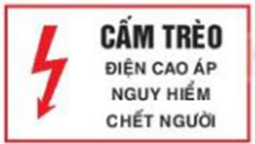 CẤM TRÈO
ĐIỆN CAO ÁP
NGUY HIỂM
CHẾT NGƯỜI